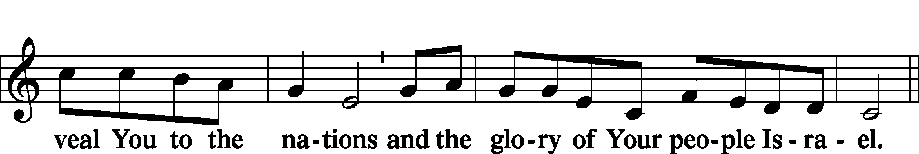 veal You to the na-tions and the glo-ry of Your peo-ple Is-ra-el.